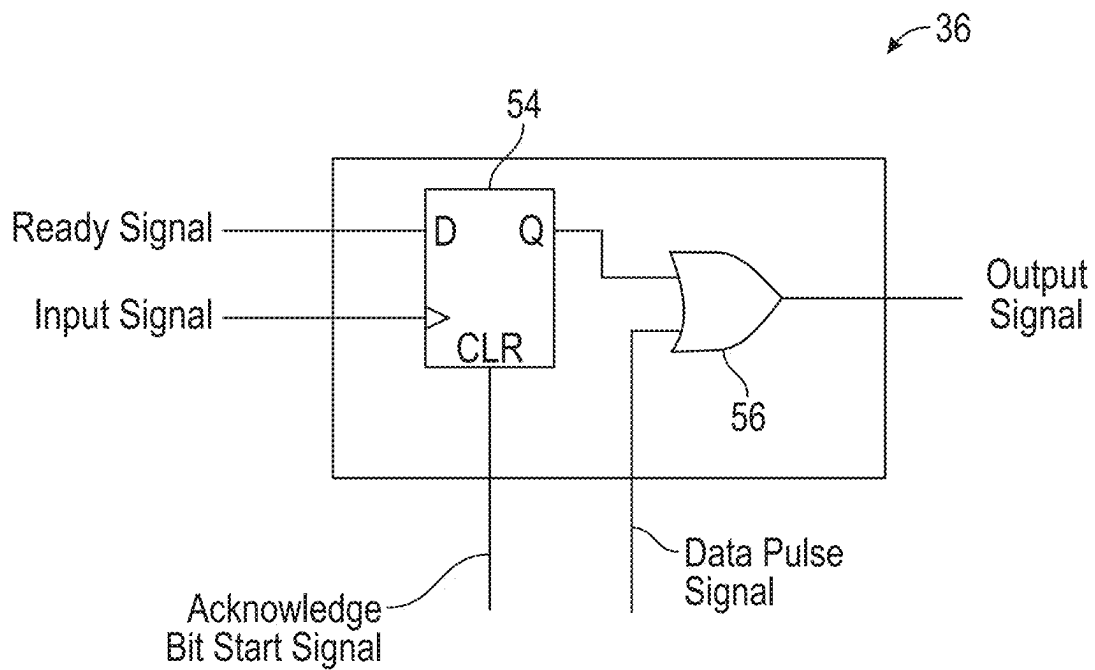 36
54
Ready Signal
D
Q
Input Signal
CLR
Output
Signal
56
Data Pulse
Signal
Acknowledge
Bit Start Signal